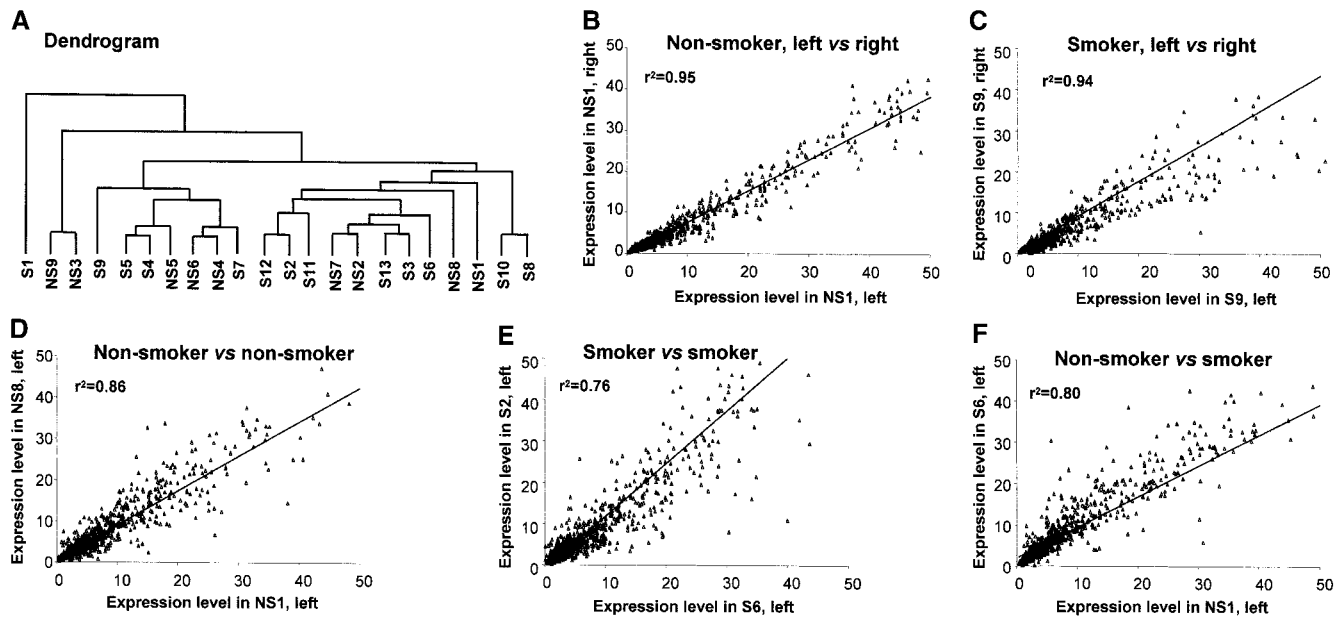 A
Dendrogram
S1
NS9
NS3
S9
S5
S4
NS5
NS6
NS4
S7
S12
S2
S11
NS7
NS2
S13
S3
S6
NS8
NS1
S10
S8
B
Non-smoker, left vs right
r²=0.95
Expression level in NS1, right
50
40
30
20
10
0
0 10 20 30 40 50
Expression level in NS1, left
C
Smoker, left vs right
r²=0.94
Expression level in S9, right
50
40
30
20
10
0
0 10 20 30 40 50
Expression level in S9, left
D
Non-smoker vs non-smoker
r²=0.86
Expression level in NS8, left
50
40
30
20
10
0
0 10 20 30 40 50
Expression level in NS1, left
E
Smoker vs smoker
r²=0.76
Expression level in S2, left
50
40
30
20
10
0
0 10 20 30 40 50
Expression level in S6, left
F
Non-smoker vs smoker
r²=0.80
Expression level in S6, left
50
40
30
20
10
0
0 10 20 30 40 50
Expression level in NS1, left